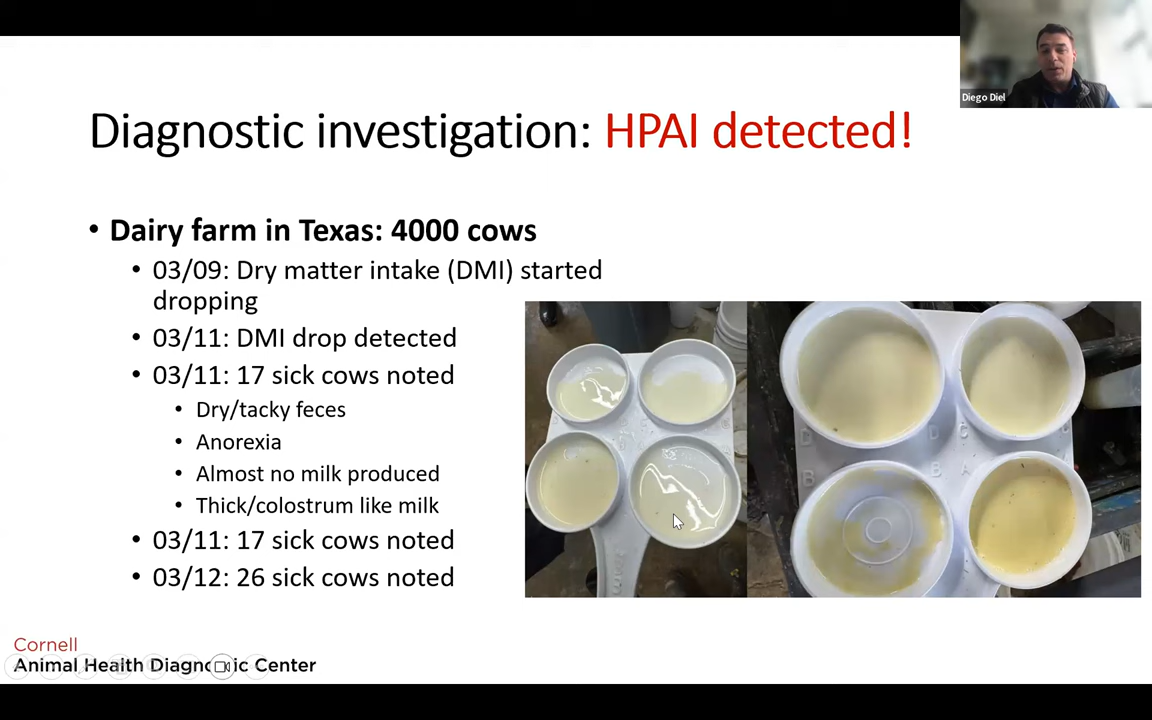 Diego Diel
Diagnostic investigation: HPAI detected!
• Dairy farm in Texas: 4000 cows
• 03/09: Dry matter intake (DMI) started
dropping
• 03/11: DMI drop detected
• 03/11: 17 sick cows noted
• Dry/tacky feces
• Anorexia
• Almost no milk produced
• Thick/colostrum like milk
• 03/11: 17 sick cows noted
• 03/12: 26 sick cows noted
D
D
C
B
B
A
Cornell
Animal Health Diagnostic Center